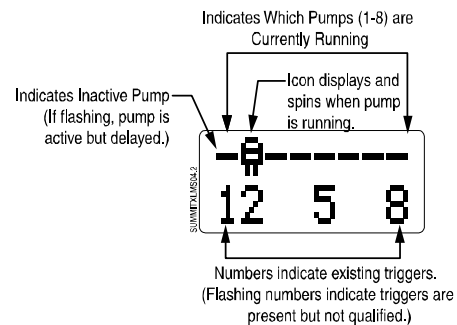 Indicates Which Pumps (1-8) are
Currently Running
Icon displays and
spins when pump
is running.
Indicates Inactive Pump
(If flashing, pump is
active but delayed.)
SUMMITXLMS04.2
12 5 8
Numbers indicate existing triggers.
(Flashing numbers indicate triggers are
present but not qualified.)